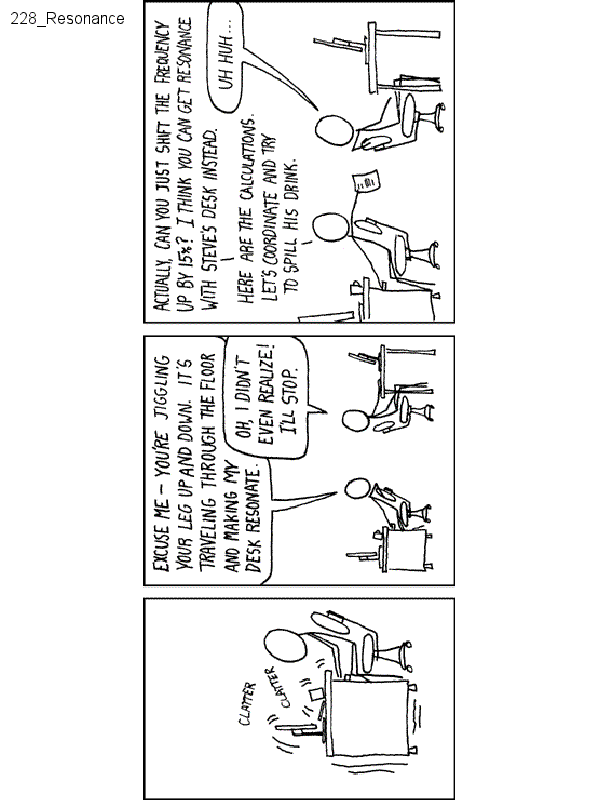 228_Resonance
CLATTER
CLATTER
EXCUSE ME — YOU'RE JIGGLING
YOUR LEG UP AND DOWN. IT'S
TRAVELING THROUGH THE FLOOR
AND MAKING MY
DESK RESONATE.
OH, I DIDN'T
EVEN REALIZE!
I'LL STOP.
ACTUALLY, CAN YOU JUST SHIFT THE FREQUENCY
UP BY 15%? I THINK YOU CAN GET RESONANCE
WITH STEVE'S DESK INSTEAD.
UH HUH...
HERE ARE THE CALCULATIONS.
LET'S COORDINATE AND TRY
TO SPILL HIS DRINK.